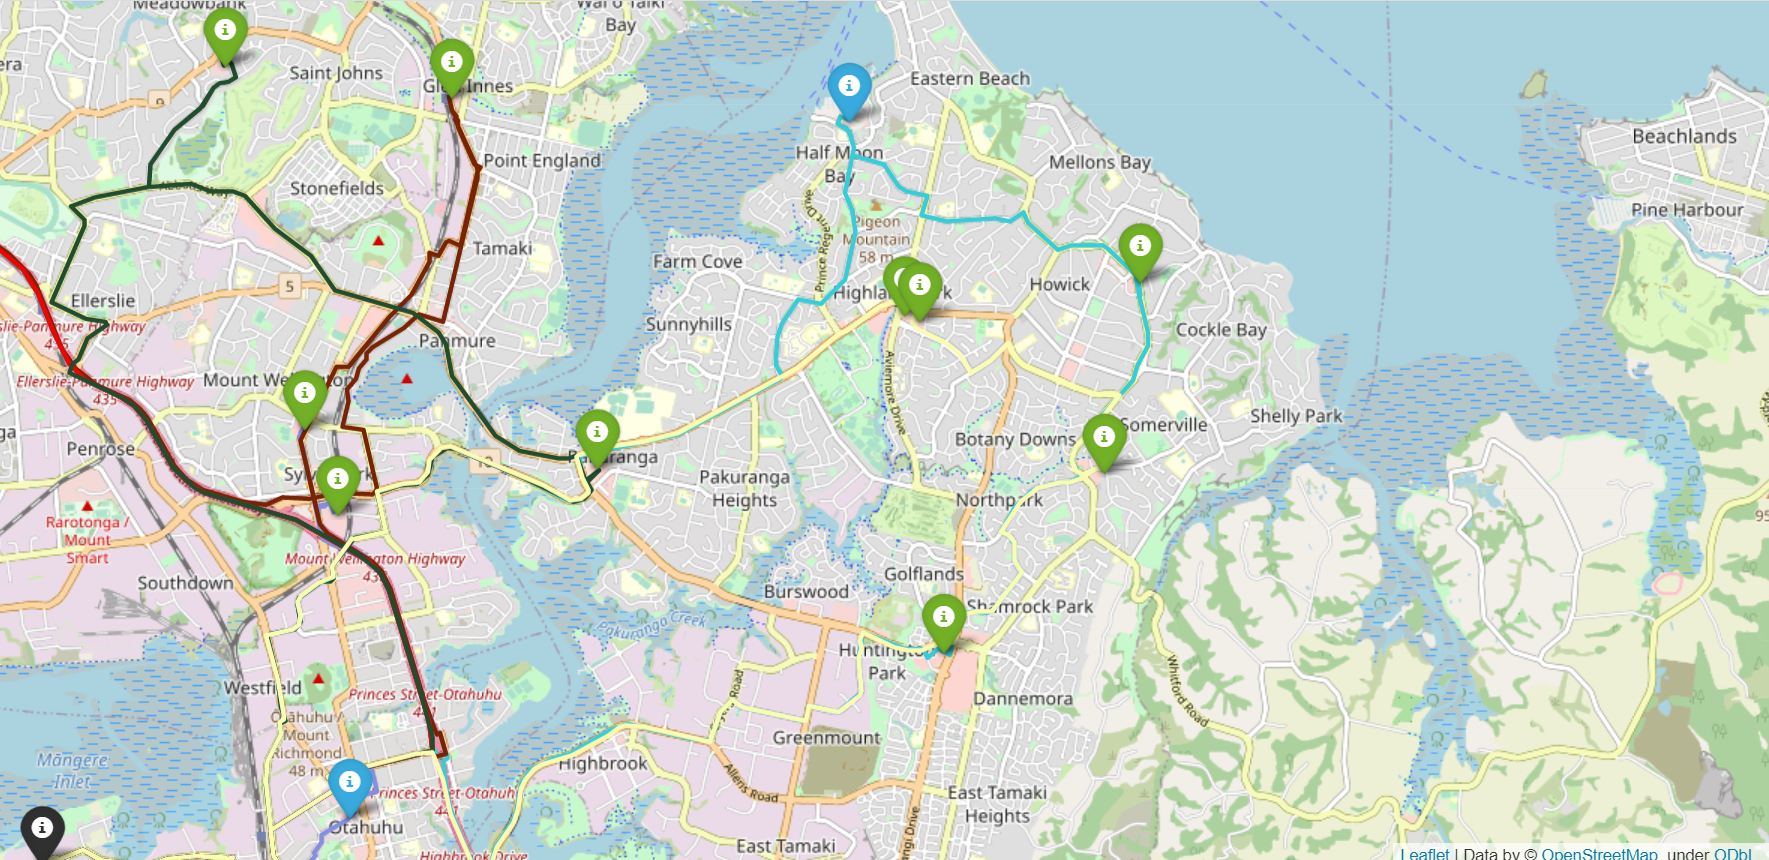 Meadowbank
Wai o Taiki
Bay
Saint Johns
Glen Innes
Eastern Beach
9
Point England
Half Moon
Bay
Mellons Bay
Beachlands
Stonefields
Prince Regent Drive
Pigeon
Mountain
58 m
Pine Harbour
Tamaki
Farm Cove
5
Ellerslie
Highland Park
Howick
Sunnyhills
Cockle Bay
Panmure
Ellerslie-Panmure Highway
435
Mount Wellington
Aviemore Drive
Shelly Park
Somerville
Penrose
Botany Downs
Pakuranga
10
Sylvia Park
Pakuranga
Heights
Northpark
Rarotonga /
Mount
Smart
Mount Wellington Highway
Southdown
Golflands
Burswood
Shamrock Park
Pakuranga Creek
Huntington
Park
Westfield
Princes Street-Otahuhu
Dannemora
Whitford Road
Ōtāhuhu /
Mount
Richmond
48 m
Greenmount
Māngere
Inlet
Highbrook
Allens Road
Princes Street-Otahuhu
East Tamaki
Heights
Otahuhu
East Tamaki
Highbrook Drive
Leaflet | Data by © OpenStreetMap, under ODbL